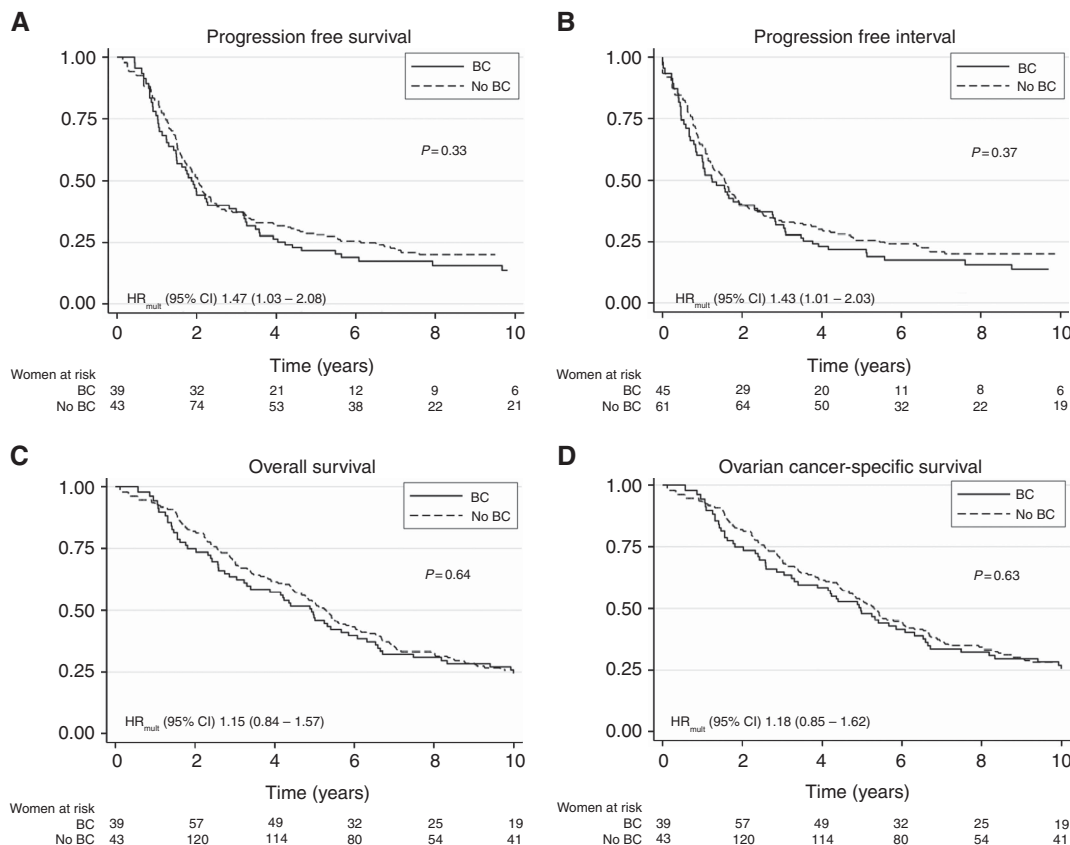 A
Progression free survival
1.00
0.75
0.50
0.25
0.00
BC
No BC
P = 0.33
HRmult (95% CI) 1.47 (1.03 – 2.08)
0 2 4 6 8 10
Time (years)
Women at risk
BC 39 32 21 12 9 6
No BC 43 74 53 38 22 21
B
Progression free interval
1.00
0.75
0.50
0.25
0.00
BC
No BC
P = 0.37
HRmult (95% CI) 1.43 (1.01 – 2.03)
0 2 4 6 8 10
Time (years)
Women at risk
BC 45 29 20 11 8 6
No BC 61 64 50 32 22 19
C
Overall survival
1.00
0.75
0.50
0.25
0.00
BC
No BC
P = 0.64
HRmult (95% CI) 1.15 (0.84 – 1.57)
0 2 4 6 8 10
Time (years)
Women at risk
BC 39 57 49 32 25 19
No BC 43 120 114 80 54 41
D
Ovarian cancer-specific survival
1.00
0.75
0.50
0.25
0.00
BC
No BC
P = 0.63
HRmult (95% CI) 1.18 (0.85 – 1.62)
0 2 4 6 8 10
Time (years)
Women at risk
BC 39 57 49 32 25 19
No BC 43 120 114 80 54 41